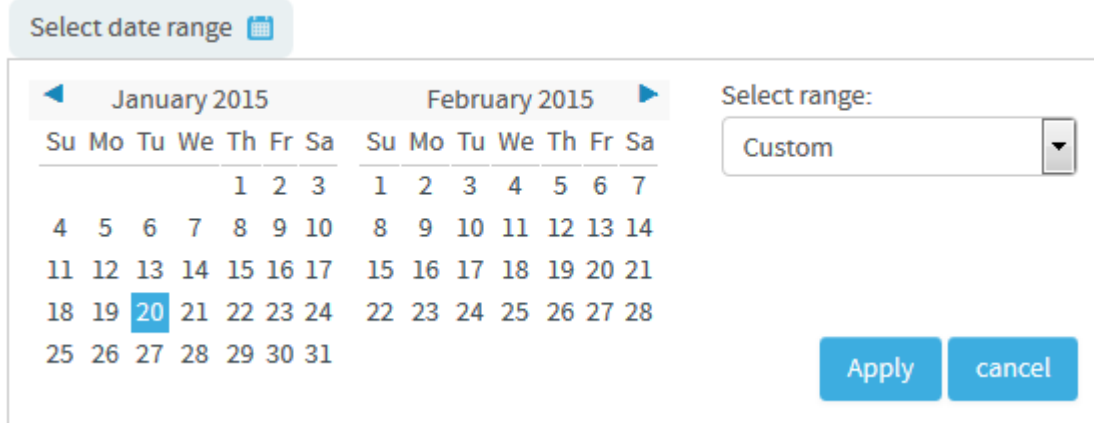 Select date range
January 2015 February 2015 Select range:
Su Mo Tu We Th Fr Sa Su Mo Tu We Th Fr Sa Custom
1 2 3 1 2 3 4 5 6 7
4 5 6 7 8 9 10 8 9 10 11 12 13 14
11 12 13 14 15 16 17 15 16 17 18 19 20 21
18 19 20 21 22 23 24 22 23 24 25 26 27 28
25 26 27 28 29 30 31
Apply cancel